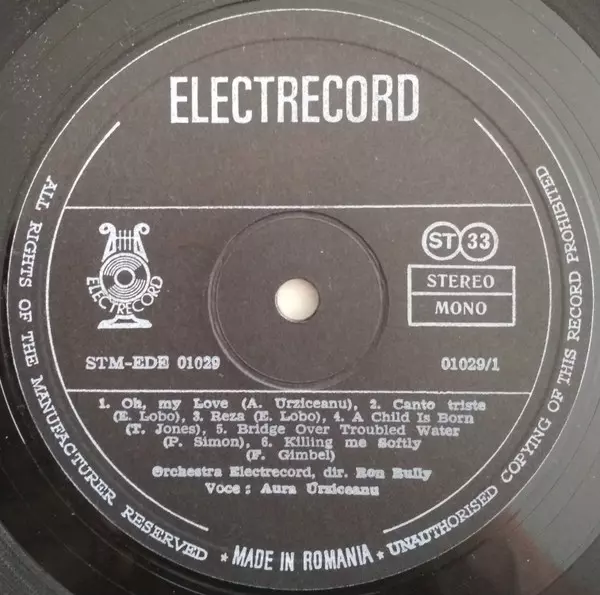 ELECTRECORD
ELECTRECORD
ST 33
STEREO
MONO
STM-EDE 01029
01029/1
1. Oh, my Love (A. Urziceanu), 2. Canto triste
(E. Lobo), 3. Reza (E. Lobo), 4. A Child Is Born
(T. Jones), 5. Bridge Over Troubled Water
(P. Simon), 6. Killing me Softly
(F. Gimbel)
Orchestra Electrecord, dir. Ron Rully
Voce : Aura Urziceanu
ALL RIGHTS OF THE MANUFACTURER RESERVED * MADE IN ROMANIA * UNAUTHORISED COPYING OF THIS RECORD PROHIBITED